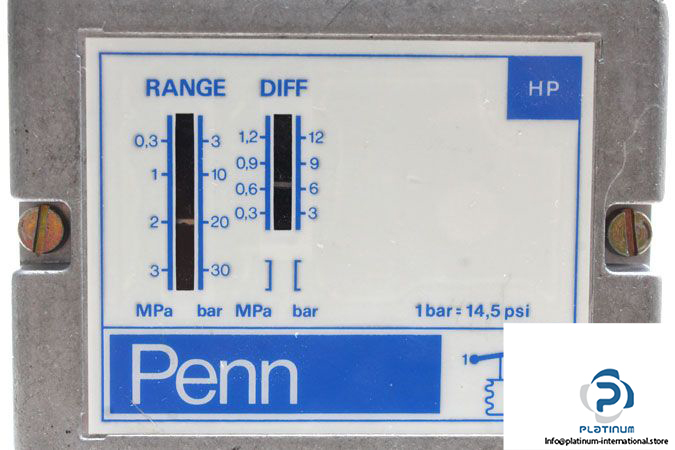 RANGE DIFF
HP
0,3 3
1 10
2 20
3 30
1,2 12
0,9 9
0,6 6
0,3 3
] [
MPa bar MPa bar
1bar = 14,5 psi
Penn
1
PLATINUM
info@platinum-international.store